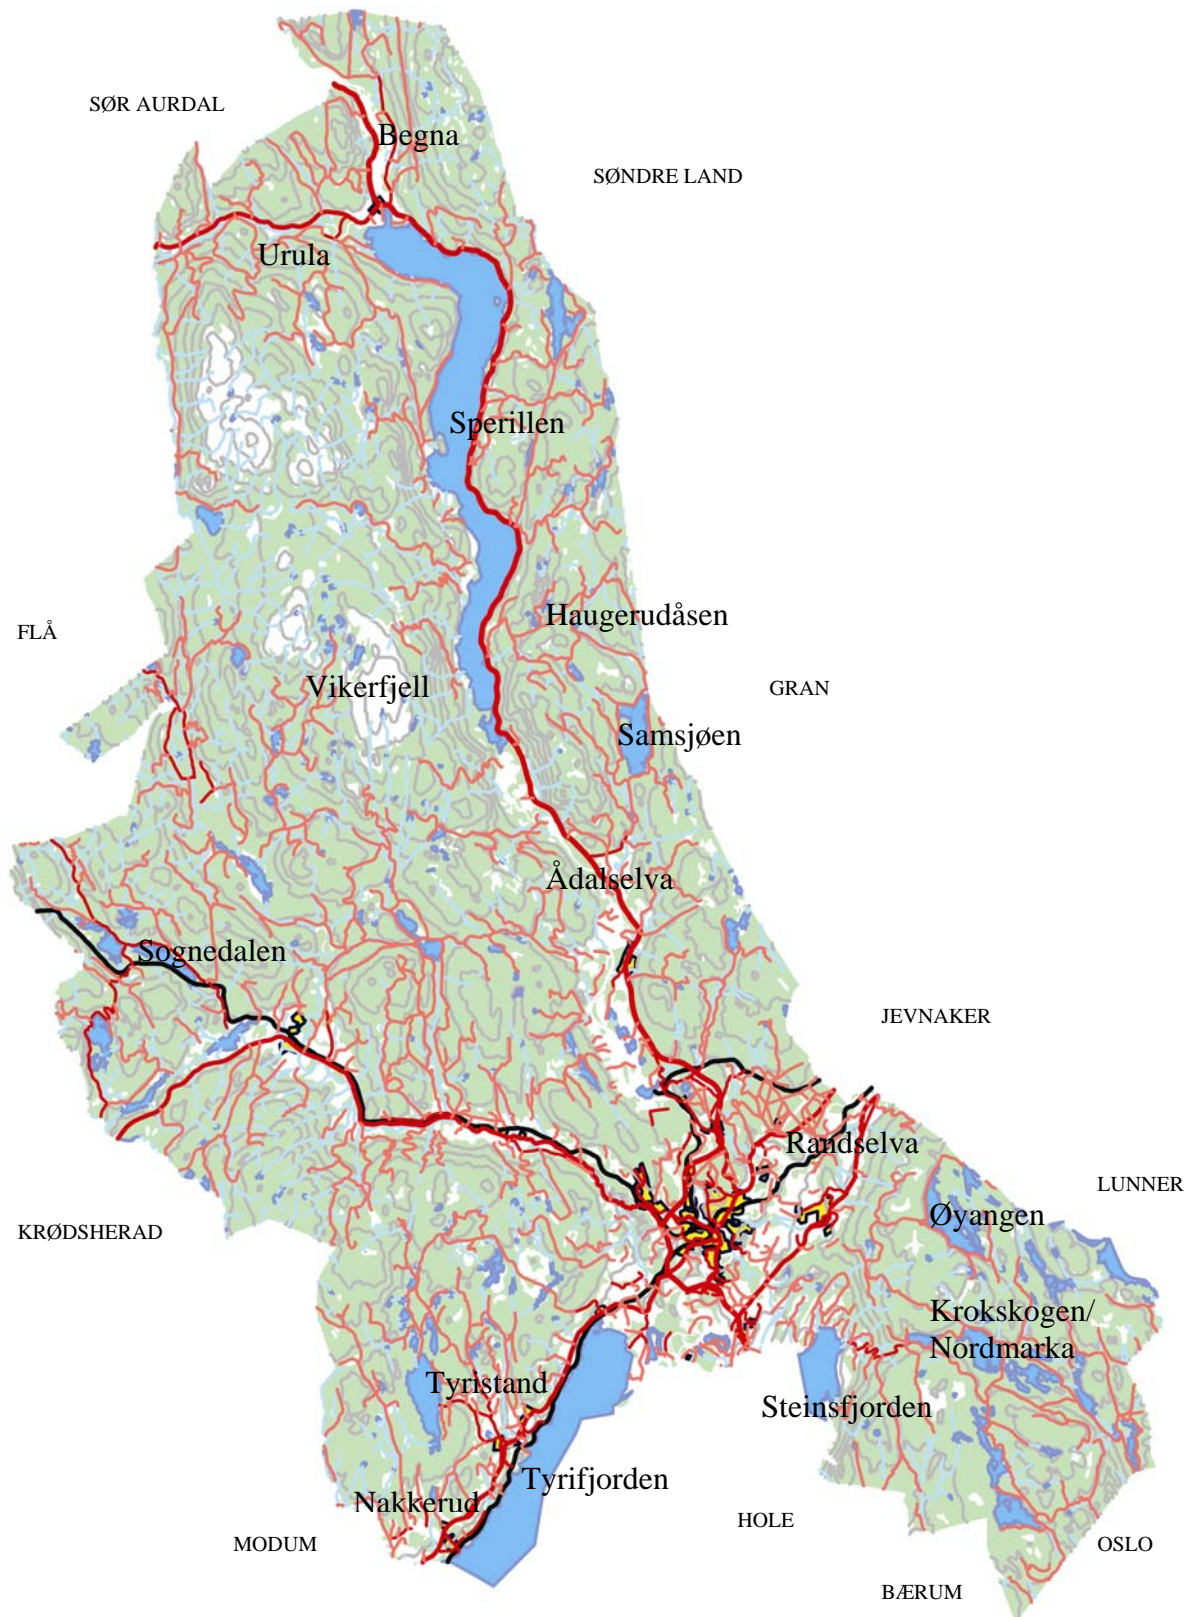 SØR AURDAL
Begna
SØNDRE LAND
Urula
Sperillen
Haugerudåsen
FLÅ
Vikerfjell
GRAN
Samsjøen
Ådalselva
Sognedalen
JEVNAKER
Randselva
LUNNER
Øyangen
KRØDSHERAD
Krokskogen/
Nordmarka
Tyristand
Steinsfjorden
Tyrifjorden
Nakkerud
HOLE
MODUM
OSLO
BÆRUM